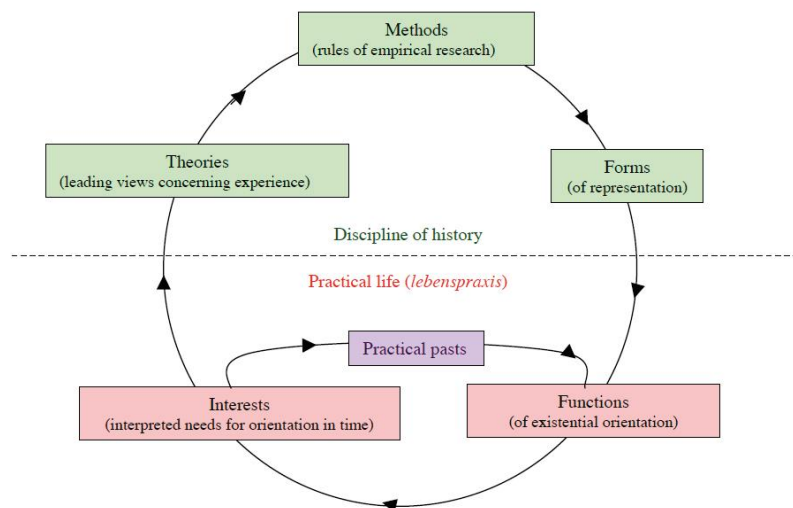 Methods
(rules of empirical research)
Theories
(leading views concerning experience)
Forms
(of representation)
Discipline of history
Practical life (lebenspraxis)
Practical pasts
Interests
(interpreted needs for orientation in time)
Functions
(of existential orientation)